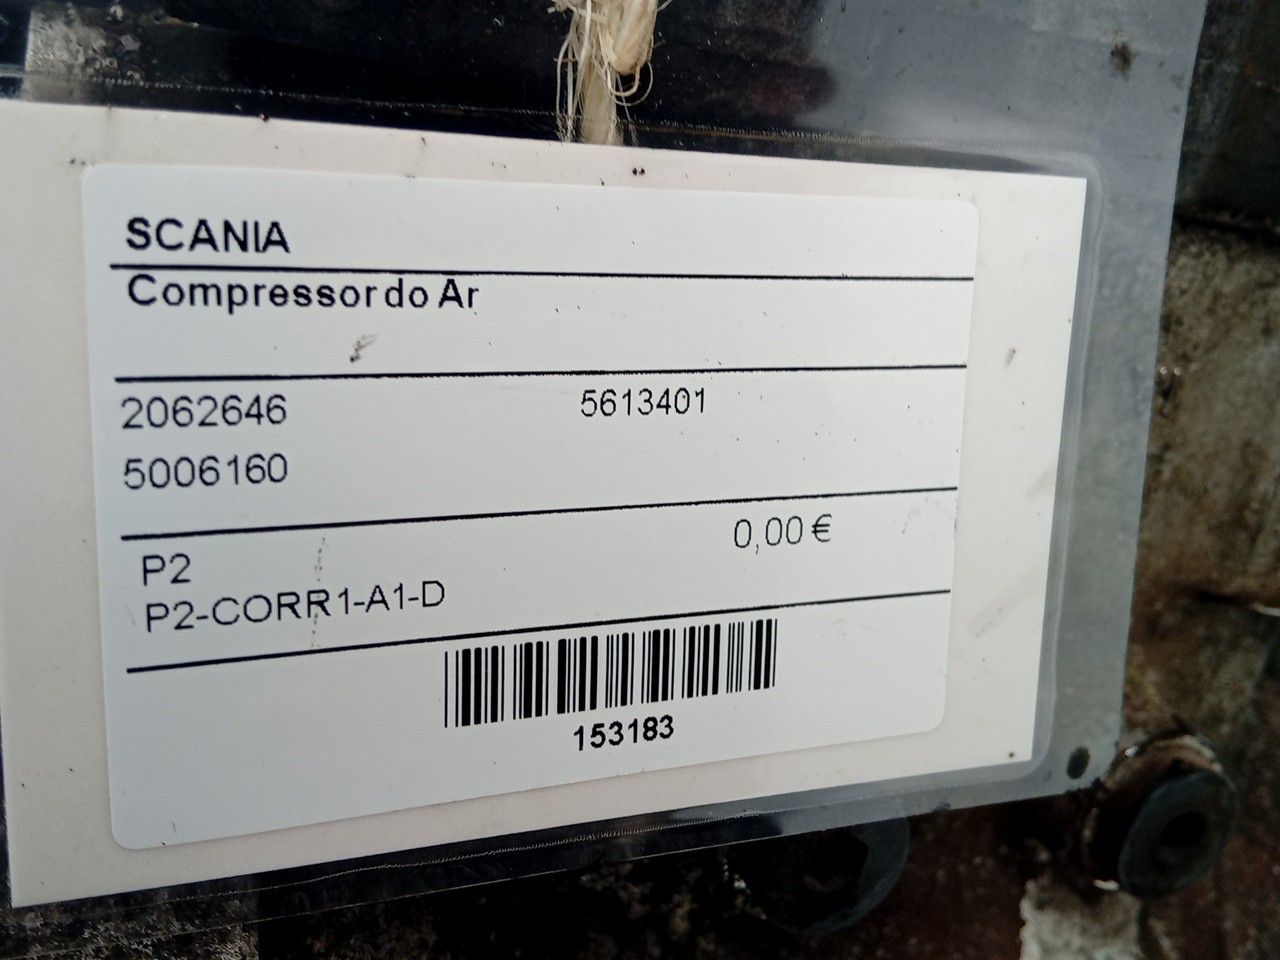 SCANIA
Compressor do Ar
2062646 5613401
5006160
0,00 €
P2
P2-CORR1-A1-D
153183